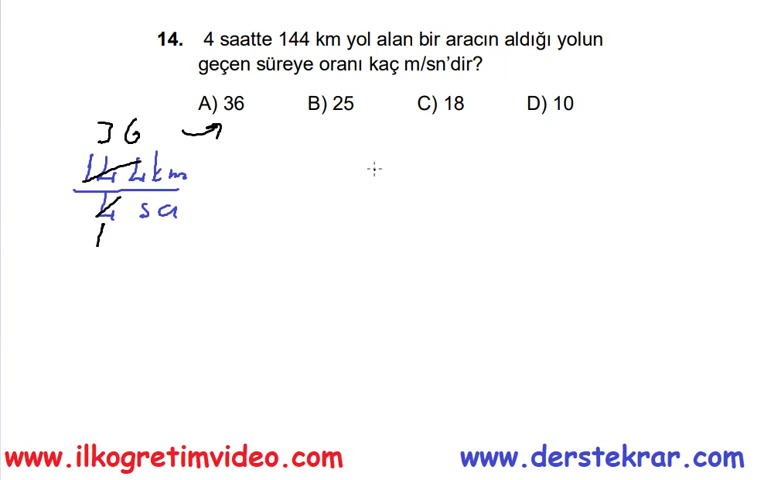 14. 4 saatte 144 km yol alan bir aracın aldığı yolun
geçen süreye oranı kaç m/sn'dir?
A) 36 B) 25 C) 18 D) 10
36
144 km
4 sa
1
www.ilkogretimvideo.com www.derstekrar.com